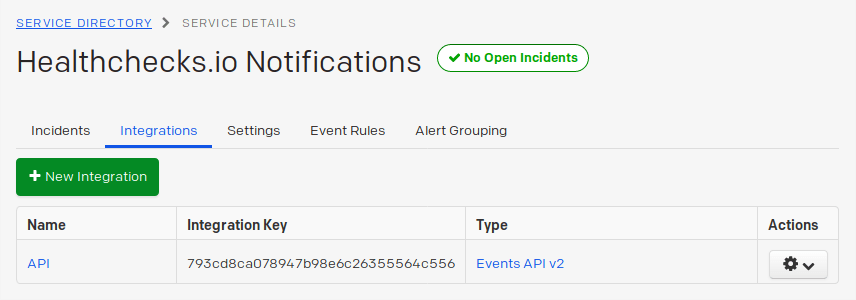 SERVICE DIRECTORY > SERVICE DETAILS
Healthchecks.io Notifications No Open Incidents
Incidents Integrations Settings Event Rules Alert Grouping
+ New Integration
Name Integration Key Type Actions
API 793cd8ca078947b98e6c26355564c556 Events API v2